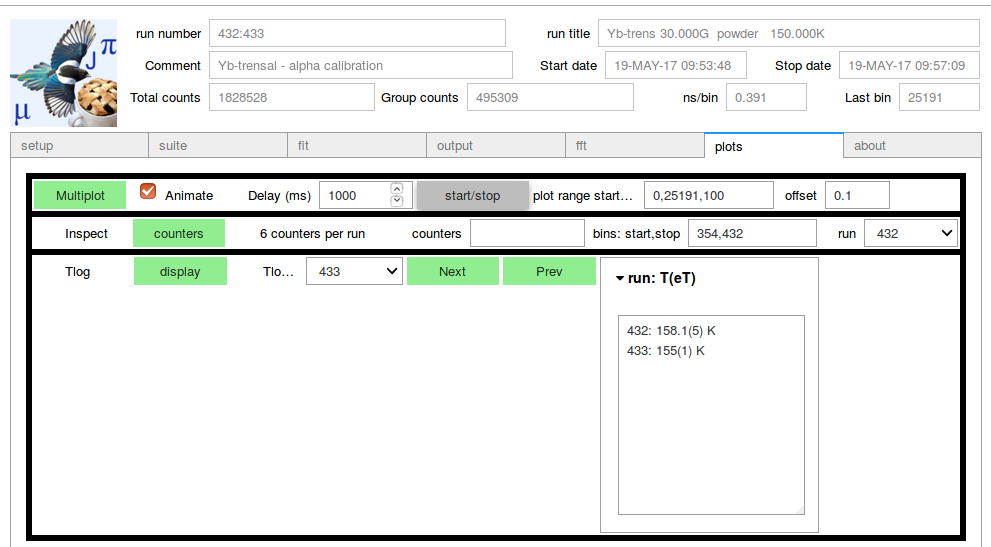 μ J π
run number 432:433 run title Yb-trens 30.000G powder 150.000K
Comment Yb-trensal - alpha calibration Start date 19-MAY-17 09:53:48 Stop date 19-MAY-17 09:57:09
Total counts 1828528 Group counts 495309 ns/bin 0.391 Last bin 25191
setup suite fit output fft plots about
Multiplot Animate Delay (ms) 1000 start/stop plot range start… 0,25191,100 offset 0.1
Inspect counters 6 counters per run counters bins: start,stop 354,432 run 432
Tlog display Tlo… 433 Next Prev run: T(eT)
432: 158.1(5) K
433: 155(1) K